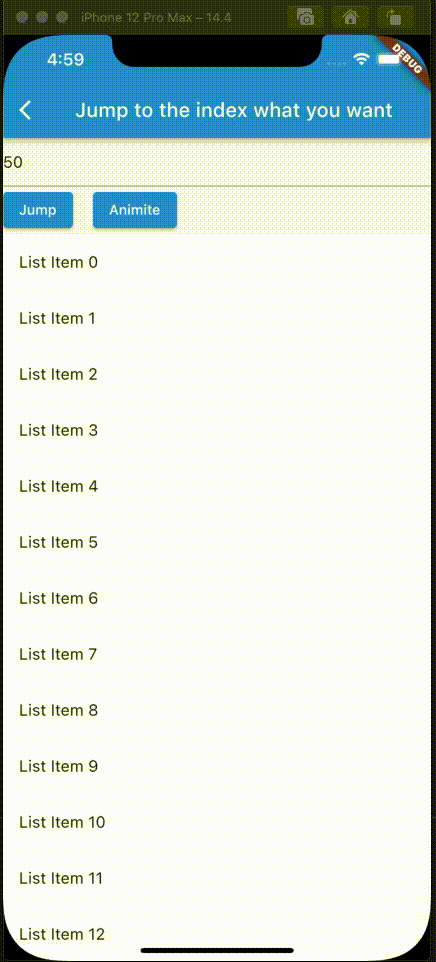 iPhone 12 Pro Max – 14.4
4:59
DEBUG
Jump to the index what you want
50
Jump Animite
List Item 0
List Item 1
List Item 2
List Item 3
List Item 4
List Item 5
List Item 6
List Item 7
List Item 8
List Item 9
List Item 10
List Item 11
List Item 12